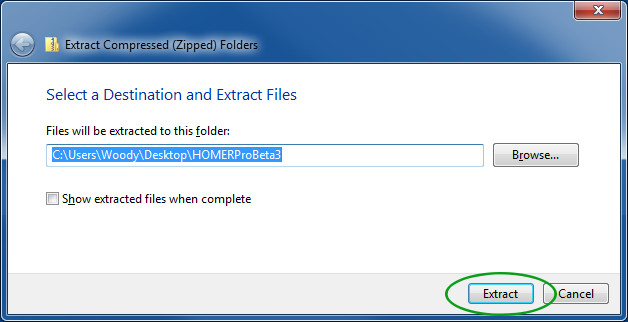 Extract Compressed (Zipped) Folders
Select a Destination and Extract Files
Files will be extracted to this folder:
C:\Users\Woody\Desktop\HOMERProBeta3
Browse...
Show extracted files when complete
Extract
Cancel